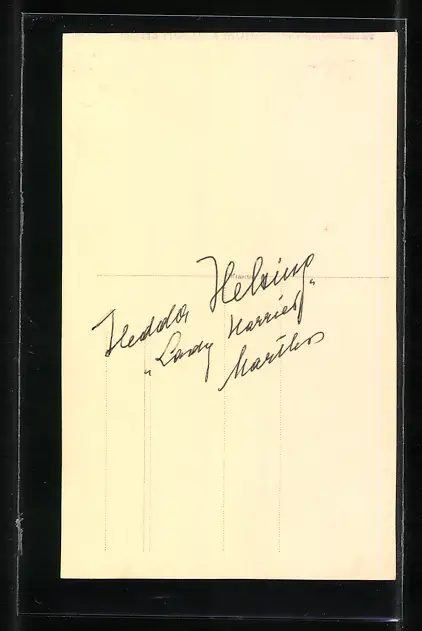 Hedda Helsing
„Lady Harriet“
Martha